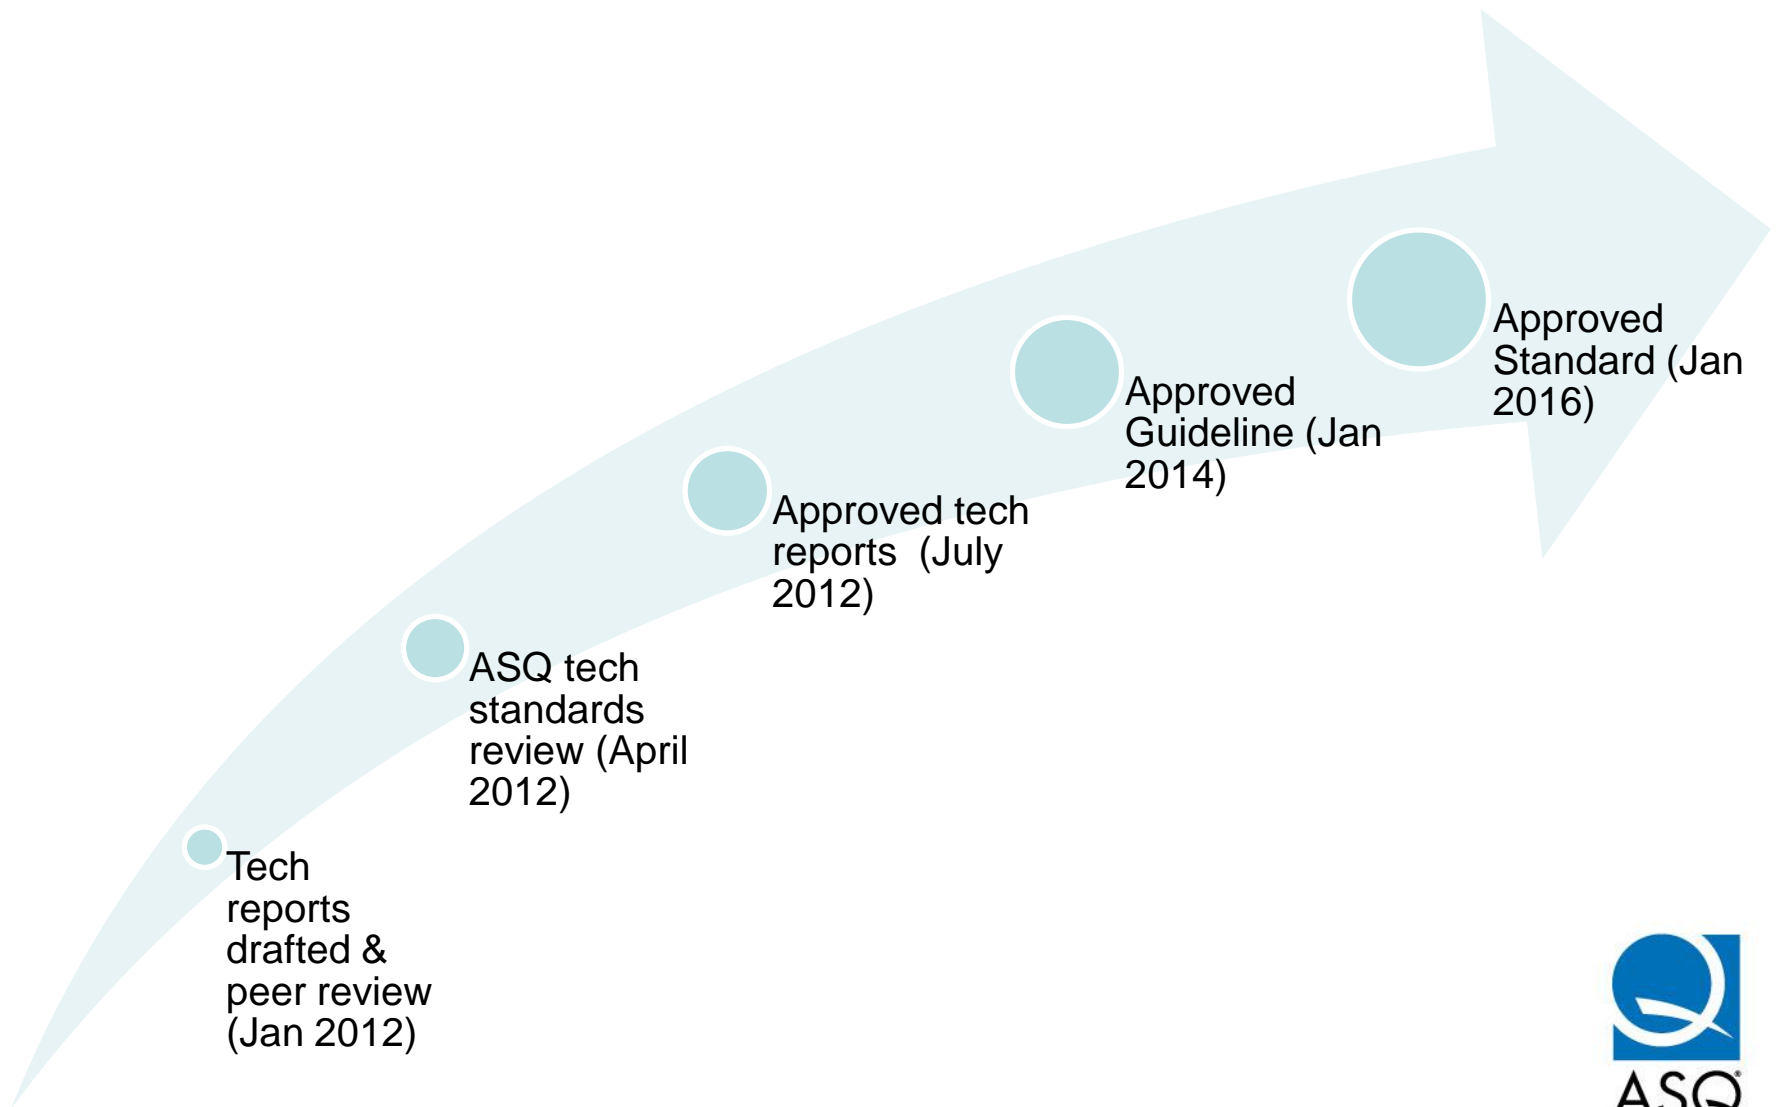 Tech
reports
drafted &
peer review
(Jan 2012)
ASQ tech
standards
review (April
2012)
Approved tech
reports  (July
2012)
Approved
Guideline (Jan
2014)
Approved
Standard (Jan
2016)
ASQ®